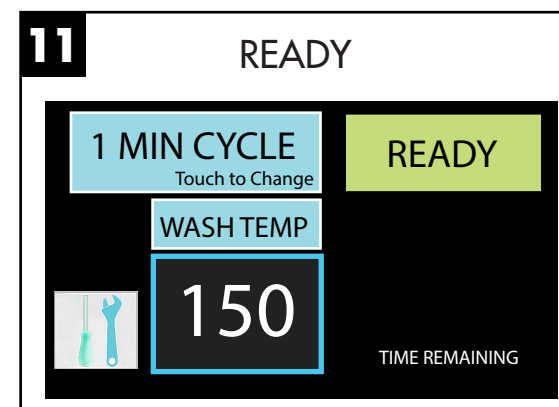 11
READY
1 MIN CYCLE
Touch to Change
READY
WASH TEMP
150
TIME REMAINING